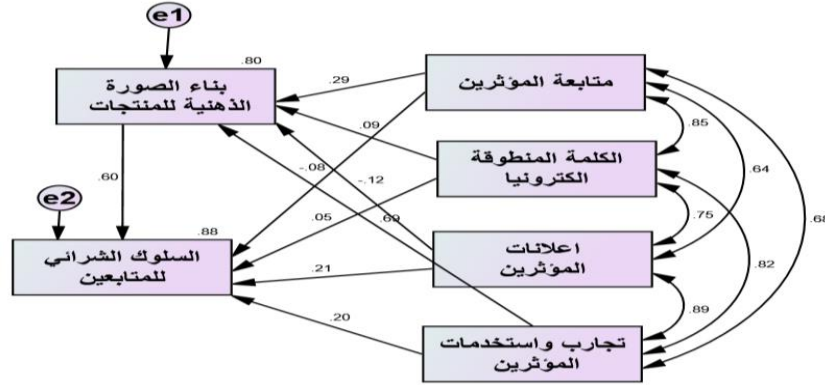 e1
.80
بناء الصورة
الذهنية للمنتجات
متابعة المؤثرين
.29
.85
.09
الكلمة المنطوقة
الكترونيا
.64
-.08
-.12
.60
.68
e2
.05
.69
.75
.88
السلوك الشرائي
للمتابعين
اعلانات
المؤثرين
.21
.82
.89
.20
تجارب واستخدمات
المؤثرين